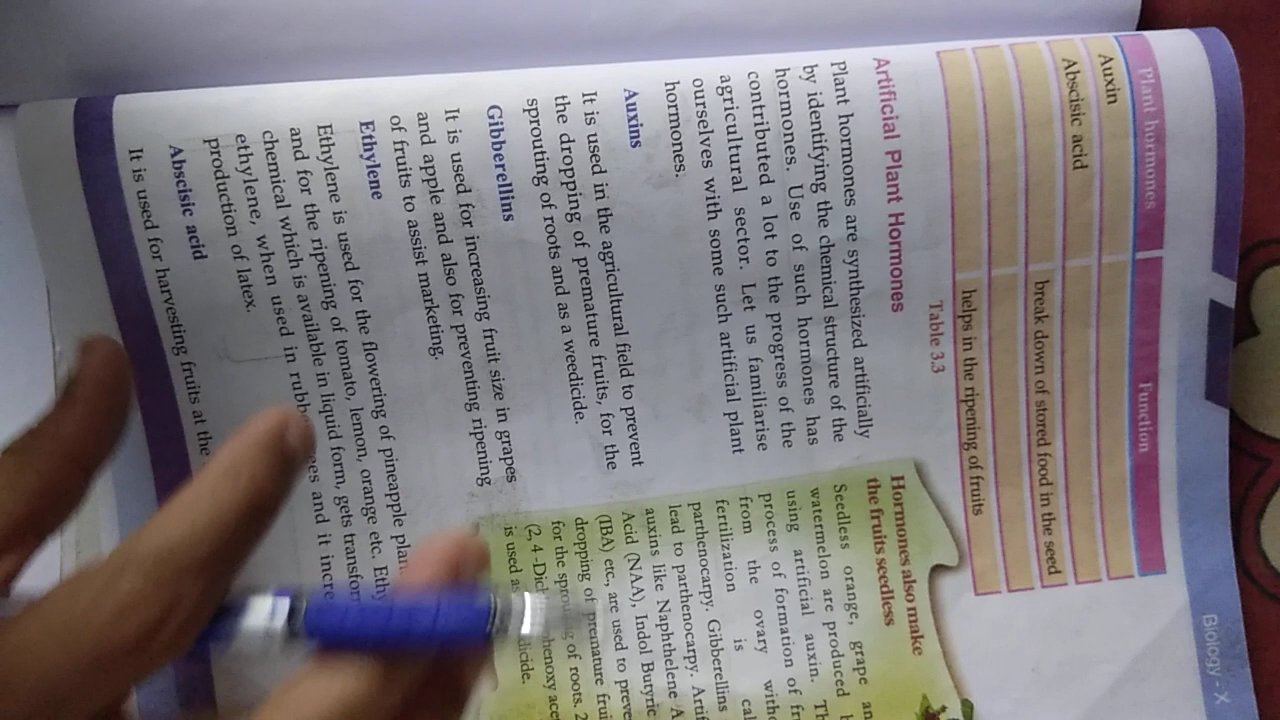 Biology - X
Plant hormones Function
Auxin
Abscisic acid
break down of stored food in the seed
helps in the ripening of fruits
Table 3.3
Artificial Plant Hormones
Plant hormones are synthesized artificially
by identifying the chemical structure of the
hormones. Use of such hormones has
contributed a lot to the progress of the
agricultural sector. Let us familiarise
ourselves with some such artificial plant
hormones.
Auxins
It is used in the agricultural field to prevent
the dropping of premature fruits, for the
sprouting of roots and as a weedicide.
Gibberellins
It is used for increasing fruit size in grapes
and apple and also for preventing ripening
of fruits to assist marketing.
Ethylene
Ethylene is used for the flowering of pineapple
and for the ripening of tomato, lemon, orange etc.
chemical which is available in liquid form, gets
ethylene, when used in and it
production of latex.
Abscisic acid
It is used for harvesting fruits at the
Hormones also make
the fruits seedless
Seedless orange, grape
watermelon are produced
using artificial auxin.
process of formation of
from the ovary
fertilization is
parthenocarpy. Gibberellins
lead to parthenocarpy.
auxins like Naphthelene
Acid (NAA), Indol Butyric
(IBA) etc., are used to
dropping of premature
for the of roots.
(2, 4
is used